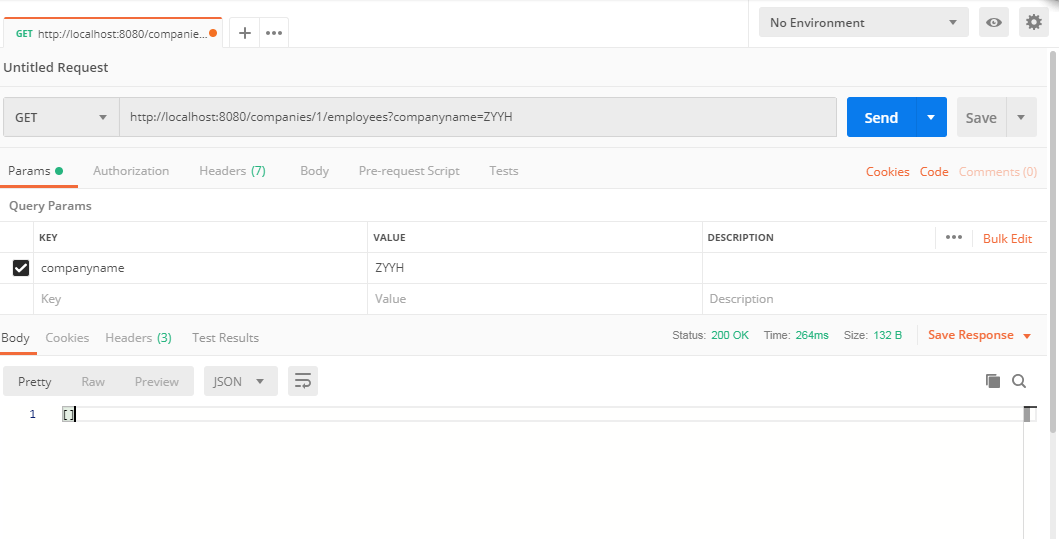 GET http://localhost:8080/companie... No Environment
Untitled Request
GET http://localhost:8080/companies/1/employees?companyname=ZYYH Send Save
Params Authorization Headers (7) Body Pre-request Script Tests Cookies Code Comments (0)
Query Params
KEY VALUE DESCRIPTION Bulk Edit
companyname ZYYH
Key Value Description
Body Cookies Headers (3) Test Results Status: 200 OK Time: 264ms Size: 132 B Save Response
Pretty Raw Preview JSON
1 []